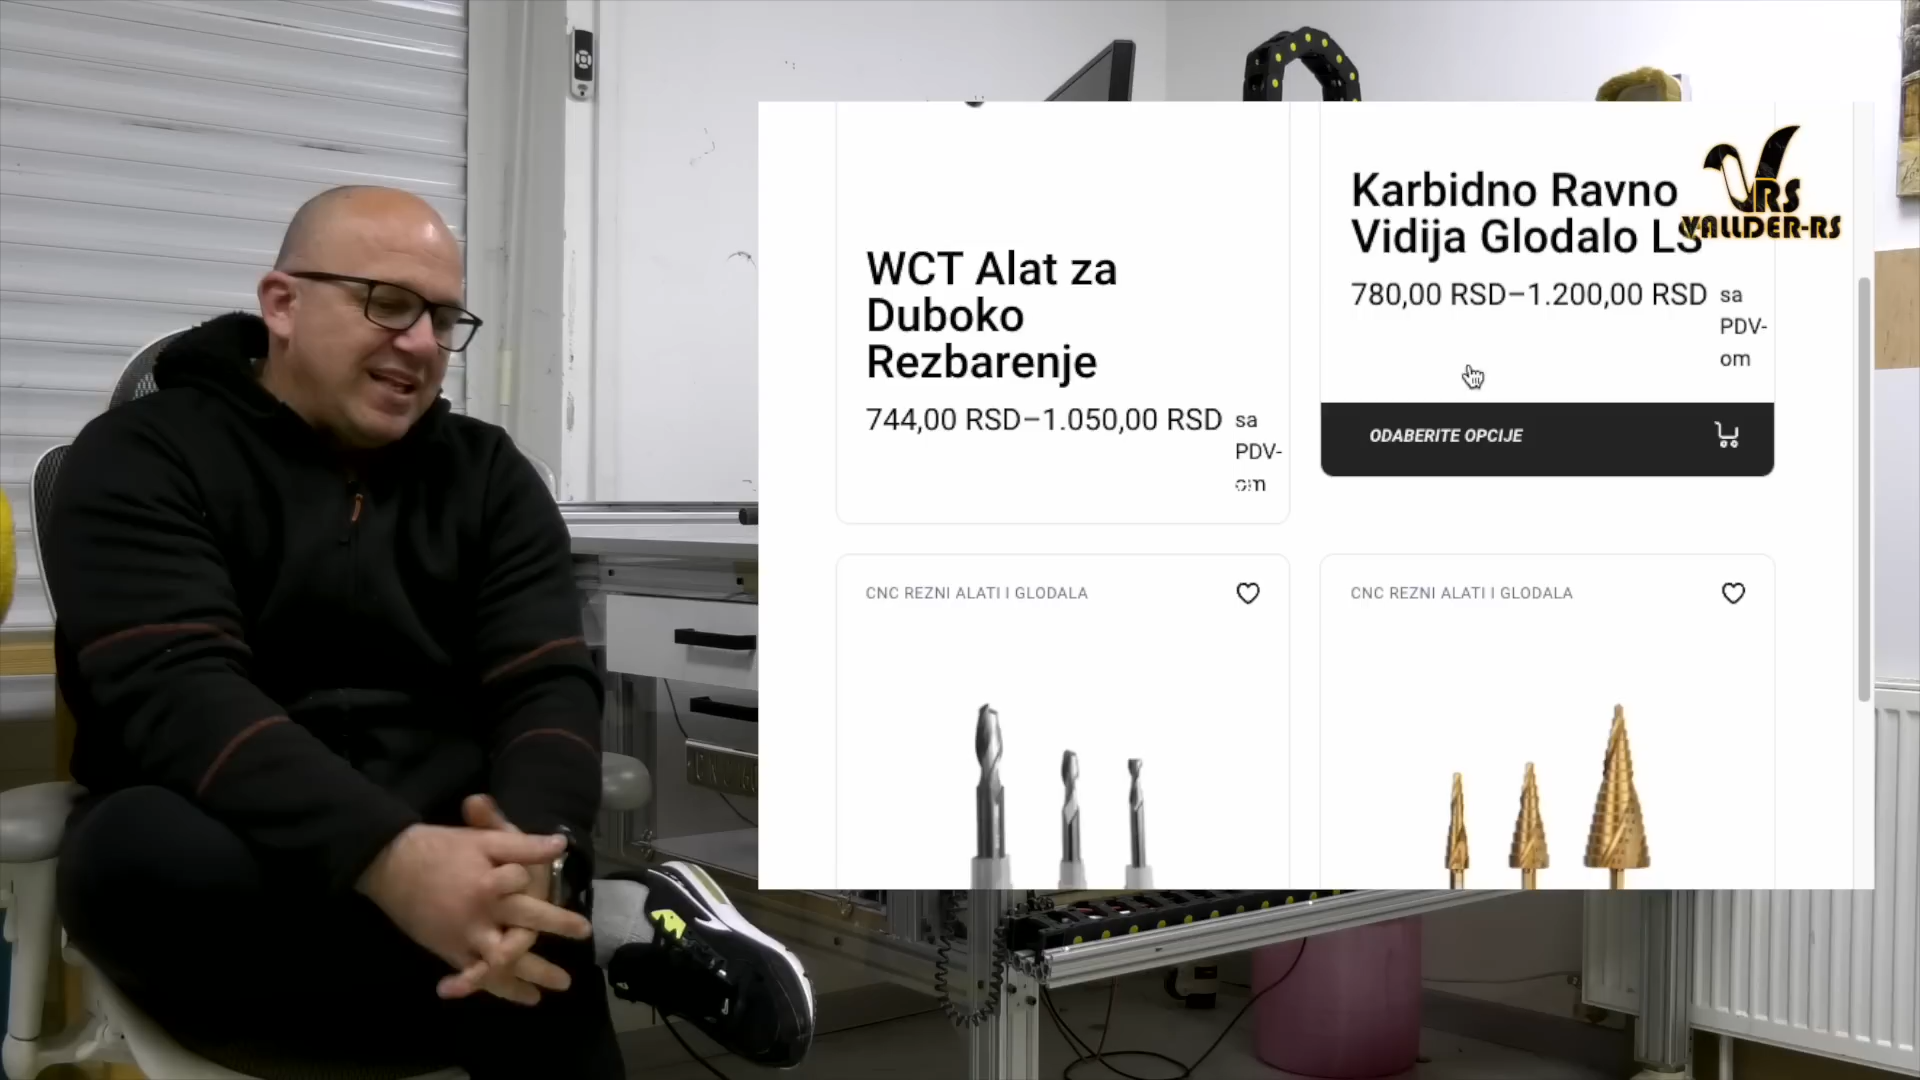 WCT Alat za
Duboko
Rezbarenje
744,00 RSD–1.050,00 RSD sa
PDV-
om
Karbidno Ravno
Vidija Glodalo LS
780,00 RSD–1.200,00 RSD sa
PDV-
om
ODABERITE OPCIJE
VRS
VALLDER-RS
CNC REZNI ALATI I GLODALA
CNC REZNI ALATI I GLODALA